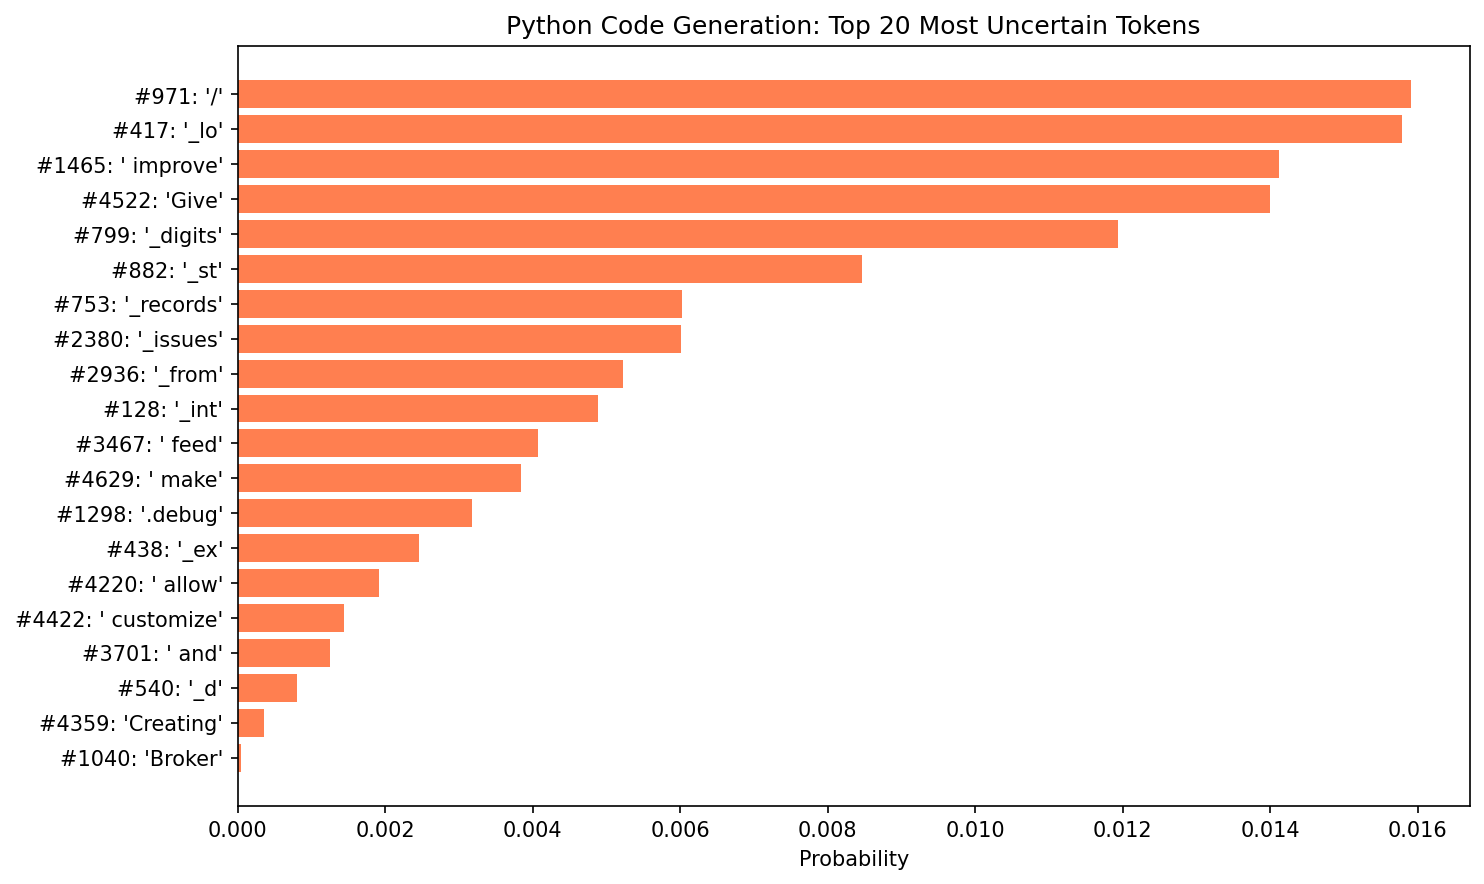 Python Code Generation: Top 20 Most Uncertain Tokens
#971: '/'
#417: '_lo'
#1465: ' improve'
#4522: 'Give'
#799: '_digits'
#882: '_st'
#753: '_records'
#2380: '_issues'
#2936: '_from'
#128: '_int'
#3467: ' feed'
#4629: ' make'
#1298: '.debug'
#438: '_ex'
#4220: ' allow'
#4422: ' customize'
#3701: ' and'
#540: '_d'
#4359: 'Creating'
#1040: 'Broker'
0.000 0.002 0.004 0.006 0.008 0.010 0.012 0.014 0.016
Probability